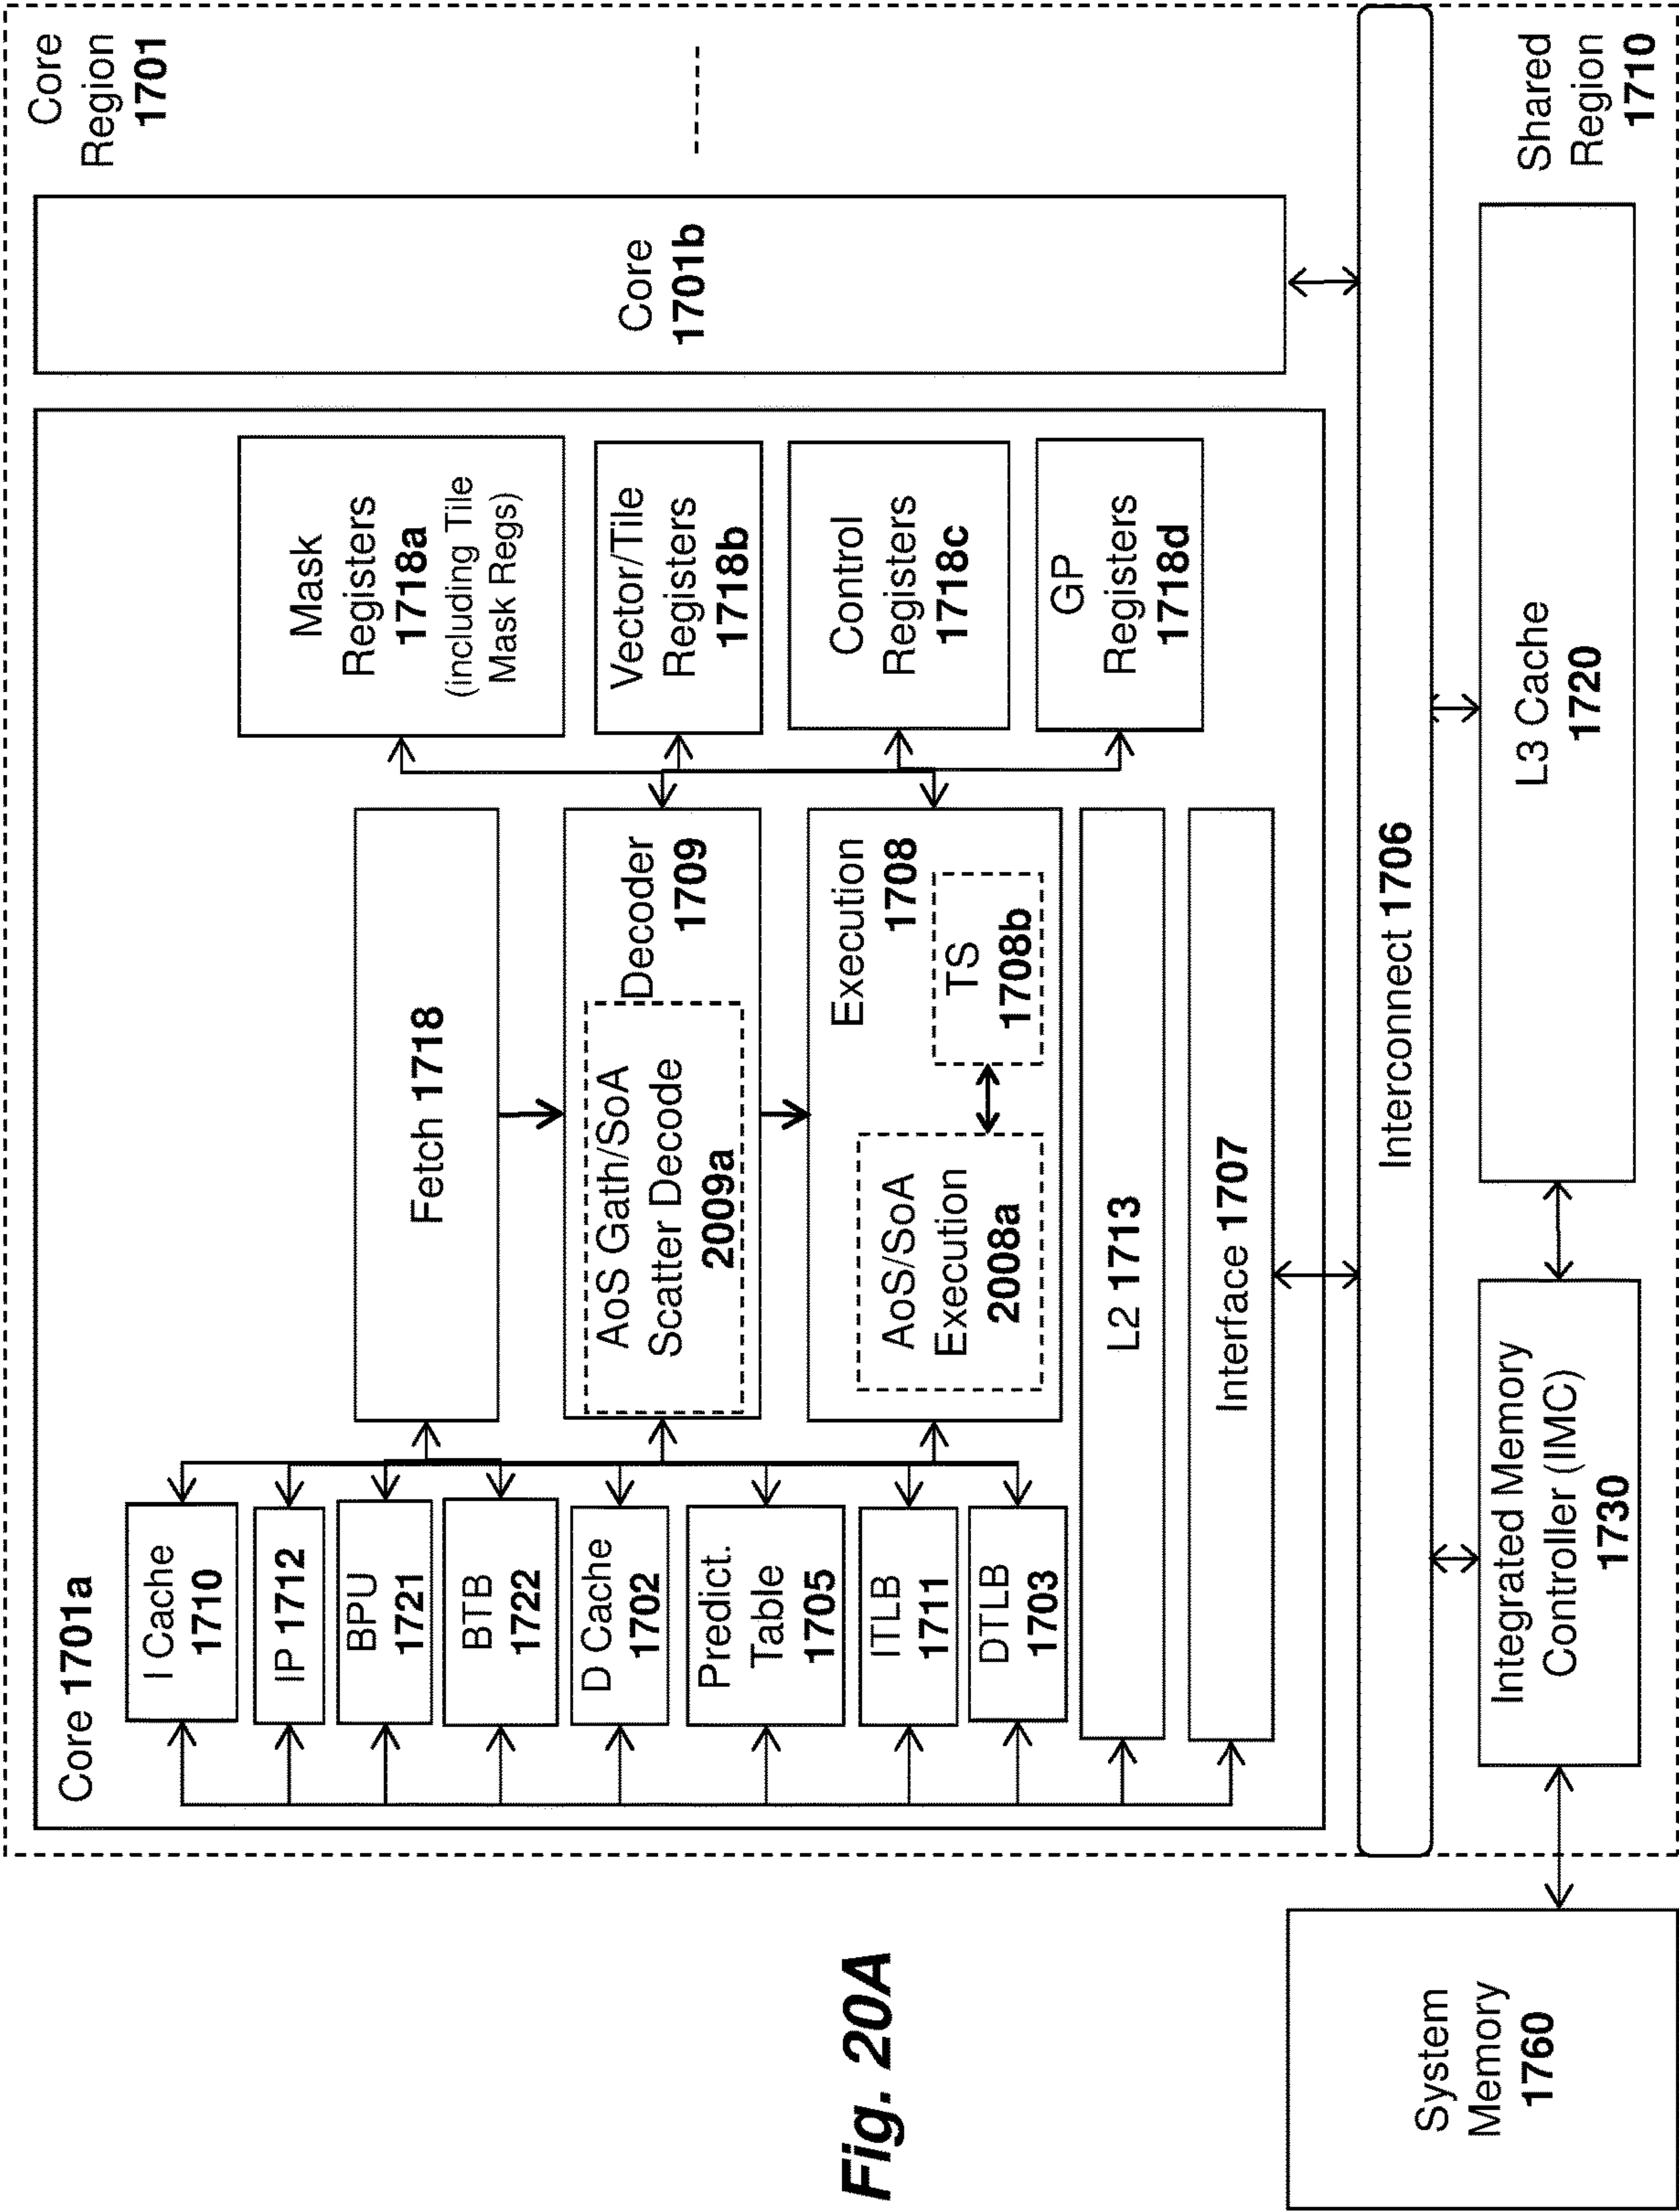 Core
Region
1701
Core 1701a
I Cache
1710
IP 1712
BPU
1721
BTB
1722
D Cache
1702
Predict.
Table
1705
ITLB
1711
DTLB
1703
Fetch 1718
Decoder
1709
AoS Gath/SoA
Scatter Decode
2009a
Execution
1708
AoS/SoA
Execution
2008a
TS
1708b
L2 1713
Interface 1707
Mask
Registers
1718a
(including Tile
Mask Regs)
Vector/Tile
Registers
1718b
Control
Registers
1718c
GP
Registers
1718d
Core
1701b
Interconnect 1706
Shared
Region
1710
Integrated Memory
Controller (IMC)
1730
L3 Cache
1720
System
Memory
1760
Fig. 20A